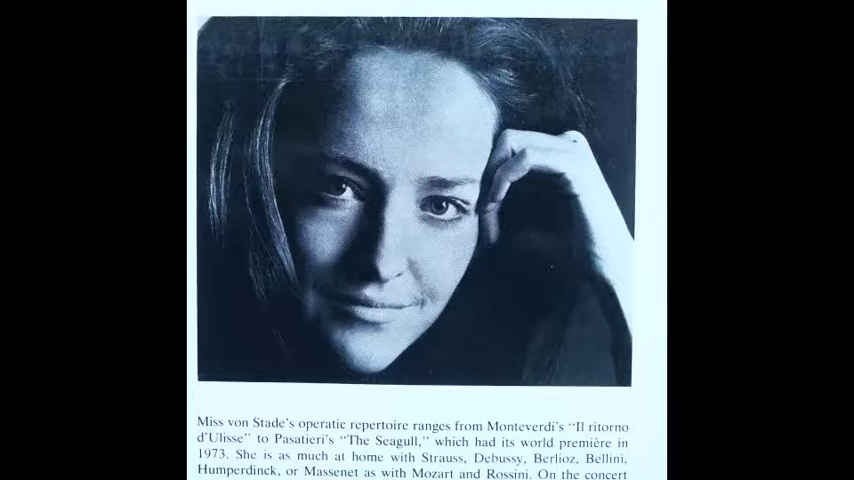 Miss von Stade's operatic repertoire ranges from Monteverdi's "Il ritorno
d'Ulisse" to Pasatieri's "The Seagull," which had its world première in
1973. She is as much at home with Strauss, Debussy, Berlioz, Bellini,
Humperdinck, or Massenet as with Mozart and Rossini. On the concert